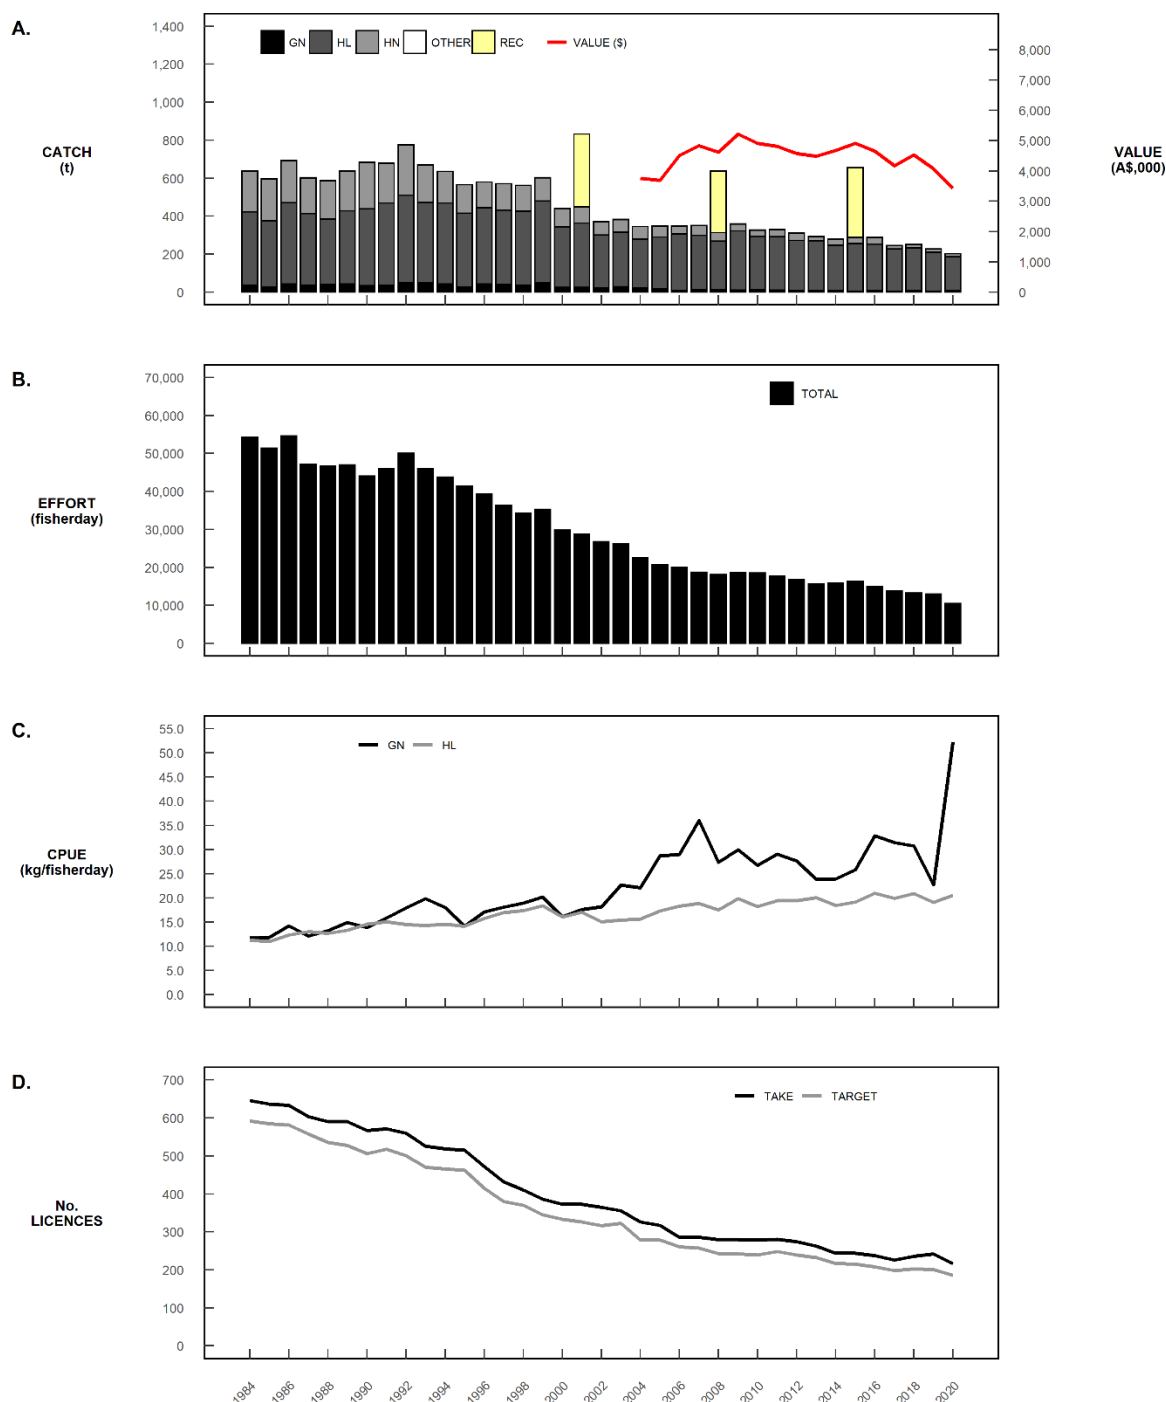 A.
CATCH
(t)
1,400
1,200
1,000
800
600
400
200
0
GN HL HN OTHER REC VALUE ($)
8,000
7,000
6,000
5,000
4,000
3,000
2,000
1,000
0
VALUE
(A$,000)
B.
EFFORT
(fisherday)
70,000
60,000
50,000
40,000
30,000
20,000
10,000
0
TOTAL
C.
CPUE
(kg/fisherday)
55.0
50.0
45.0
40.0
35.0
30.0
25.0
20.0
15.0
10.0
5.0
0.0
GN HL
D.
No.
LICENCES
700
600
500
400
300
200
100
0
TAKE TARGET
1984 1986 1988 1990 1992 1994 1996 1998 2000 2002 2004 2006 2008 2010 2012 2014 2016 2018 2020